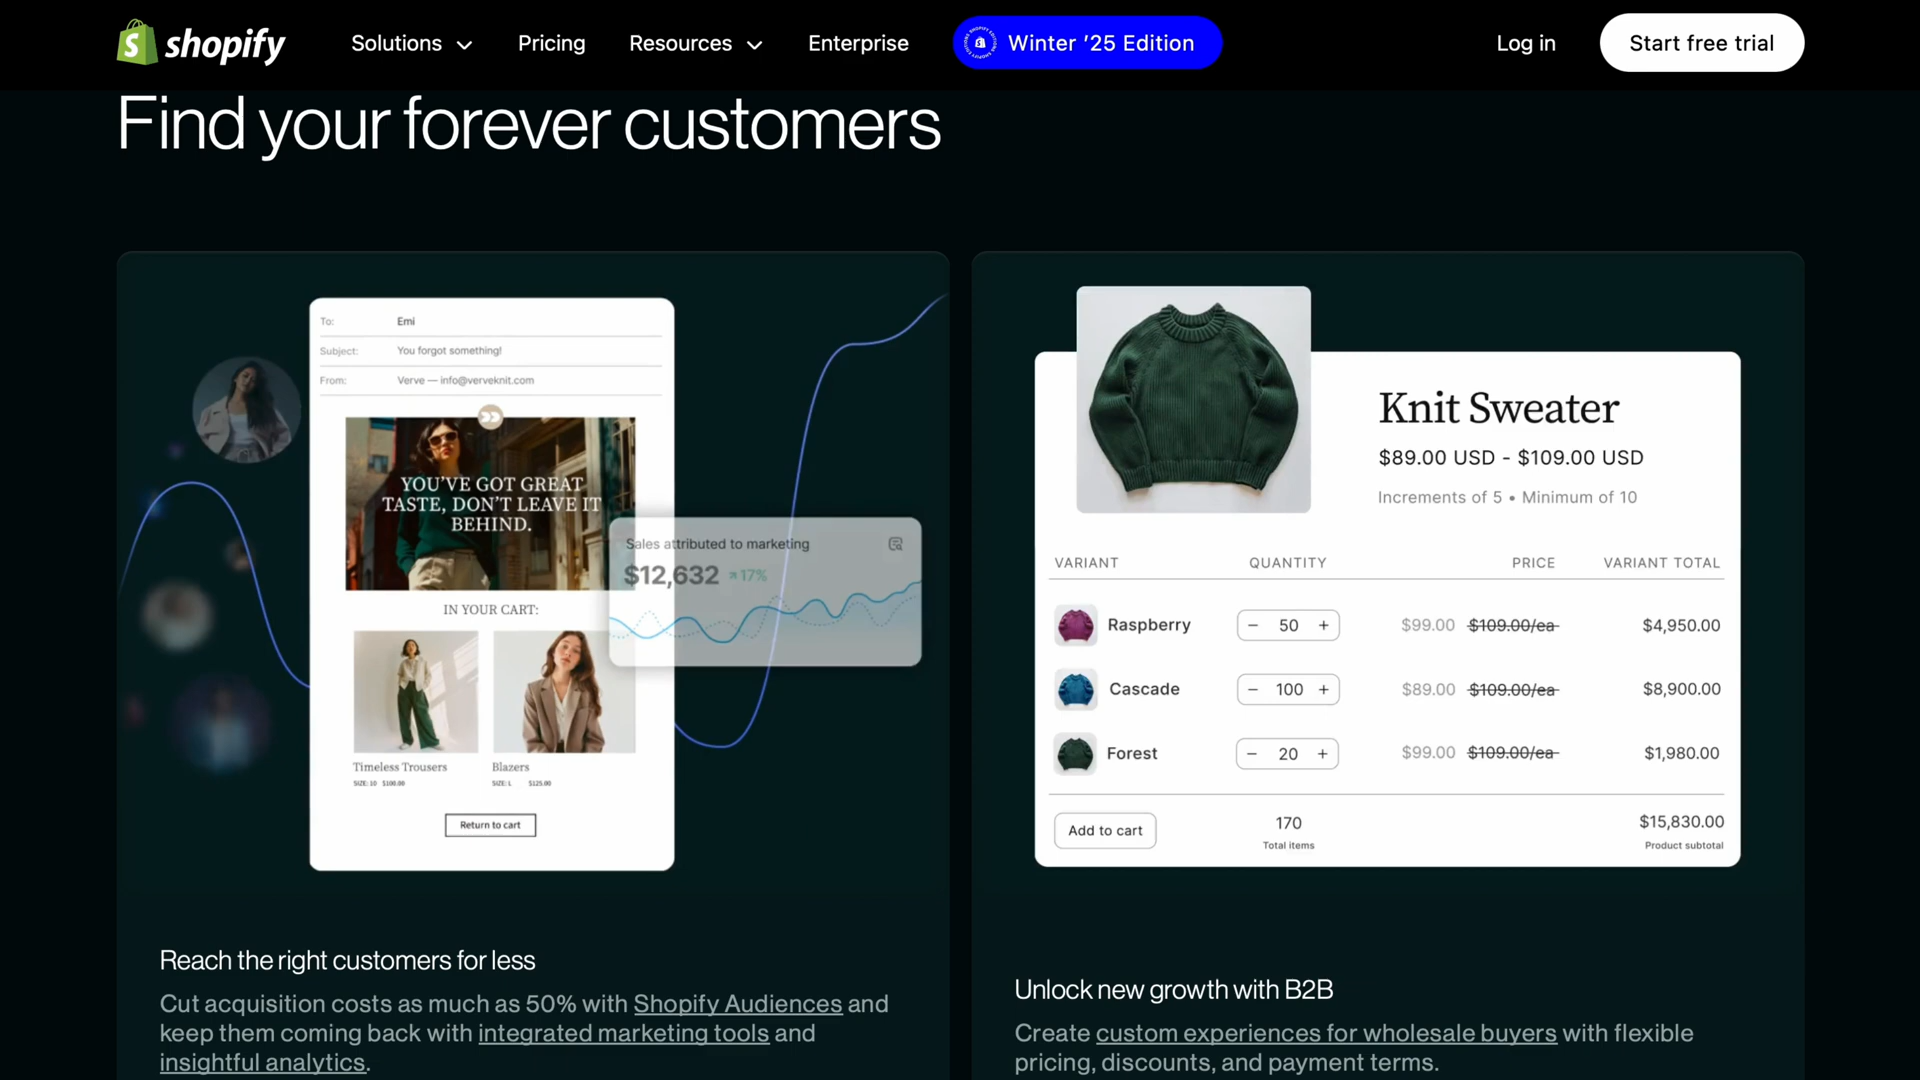 shopify
Solutions
Pricing
Resources
Enterprise
Winter '25 Edition
Log in
Start free trial
Find your forever customers
To: Emi
Subject: You forgot something!
From: Verve — info@verveknit.com
YOU'VE GOT GREAT
TASTE, DON'T LEAVE IT
BEHIND.
Sales attributed to marketing
$12,632 17%
IN YOUR CART:
Timeless Trousers
SIZE: 10 $100.00
Blazers
SIZE: L $125.00
Return to cart
Reach the right customers for less
Cut acquisition costs as much as 50% with Shopify Audiences and
keep them coming back with integrated marketing tools and
insightful analytics.
Knit Sweater
$89.00 USD - $109.00 USD
Increments of 5 • Minimum of 10
VARIANT QUANTITY PRICE VARIANT TOTAL
Raspberry − 50 + $99.00 $109.00/ea $4,950.00
Cascade − 100 + $89.00 $109.00/ea $8,900.00
Forest − 20 + $99.00 $109.00/ea $1,980.00
Add to cart 170 $15,830.00
Total items Product subtotal
Unlock new growth with B2B
Create custom experiences for wholesale buyers with flexible
pricing, discounts, and payment terms.